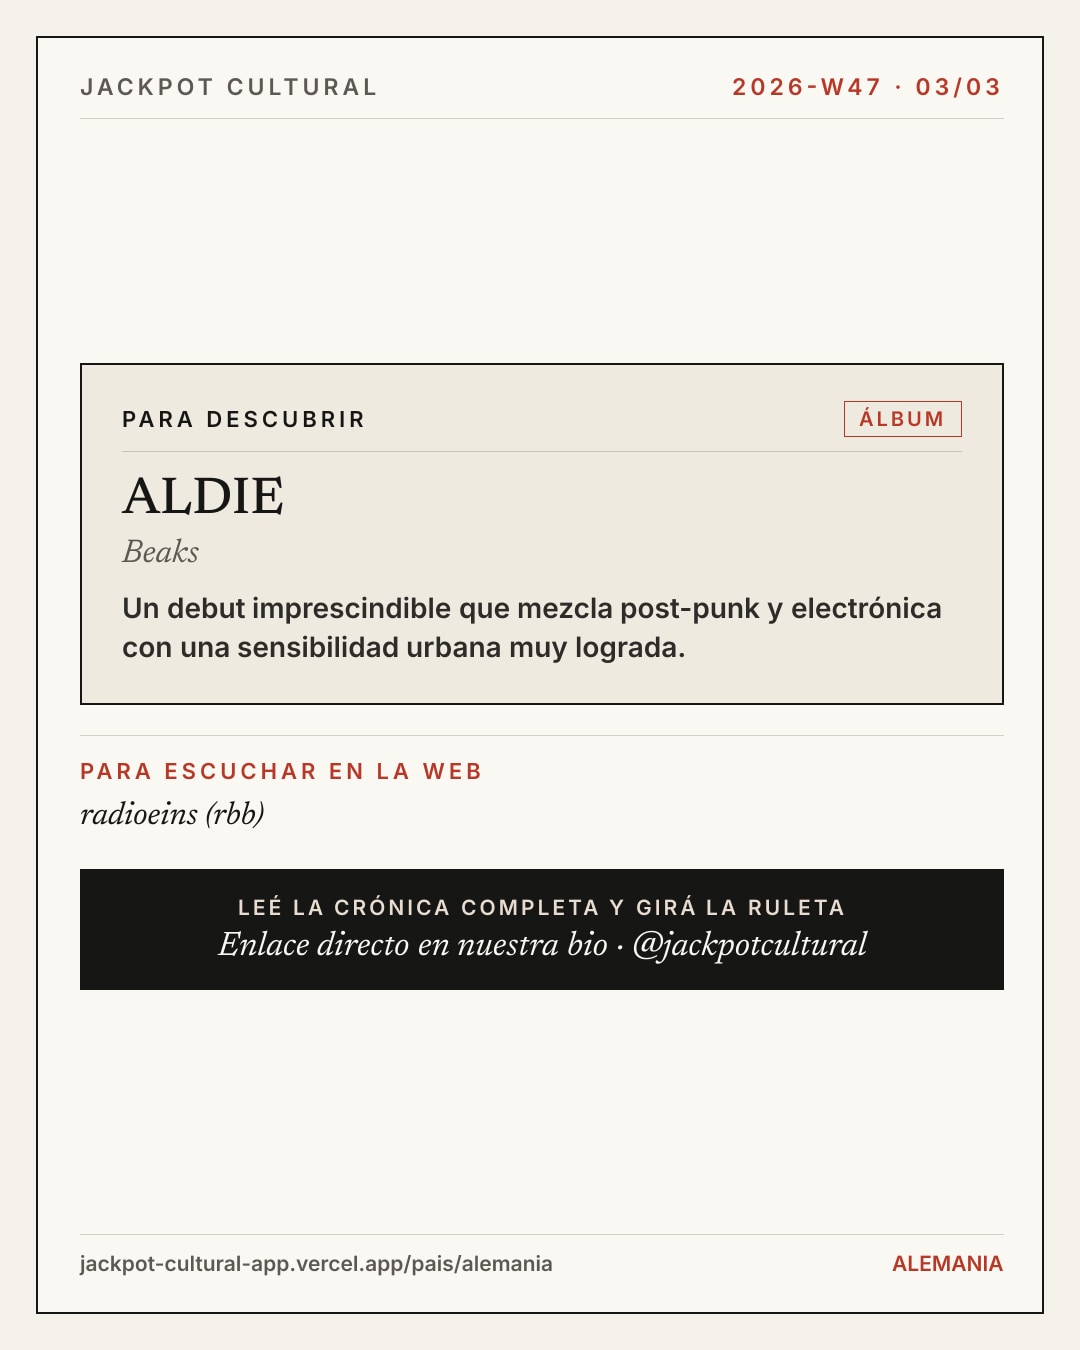 JACKPOT CULTURAL
2026-W47 · 03/03
PARA DESCUBRIR
ÁLBUM
ALDIE
Beaks
Un debut imprescindible que mezcla post-punk y electrónica
con una sensibilidad urbana muy lograda.
PARA ESCUCHAR EN LA WEB
radioeins (rbb)
LEÉ LA CRÓNICA COMPLETA Y GIRÁ LA RULETA
Enlace directo en nuestra bio · @jackpotcultural
jackpot-cultural-app.vercel.app/pais/alemania
ALEMANIA